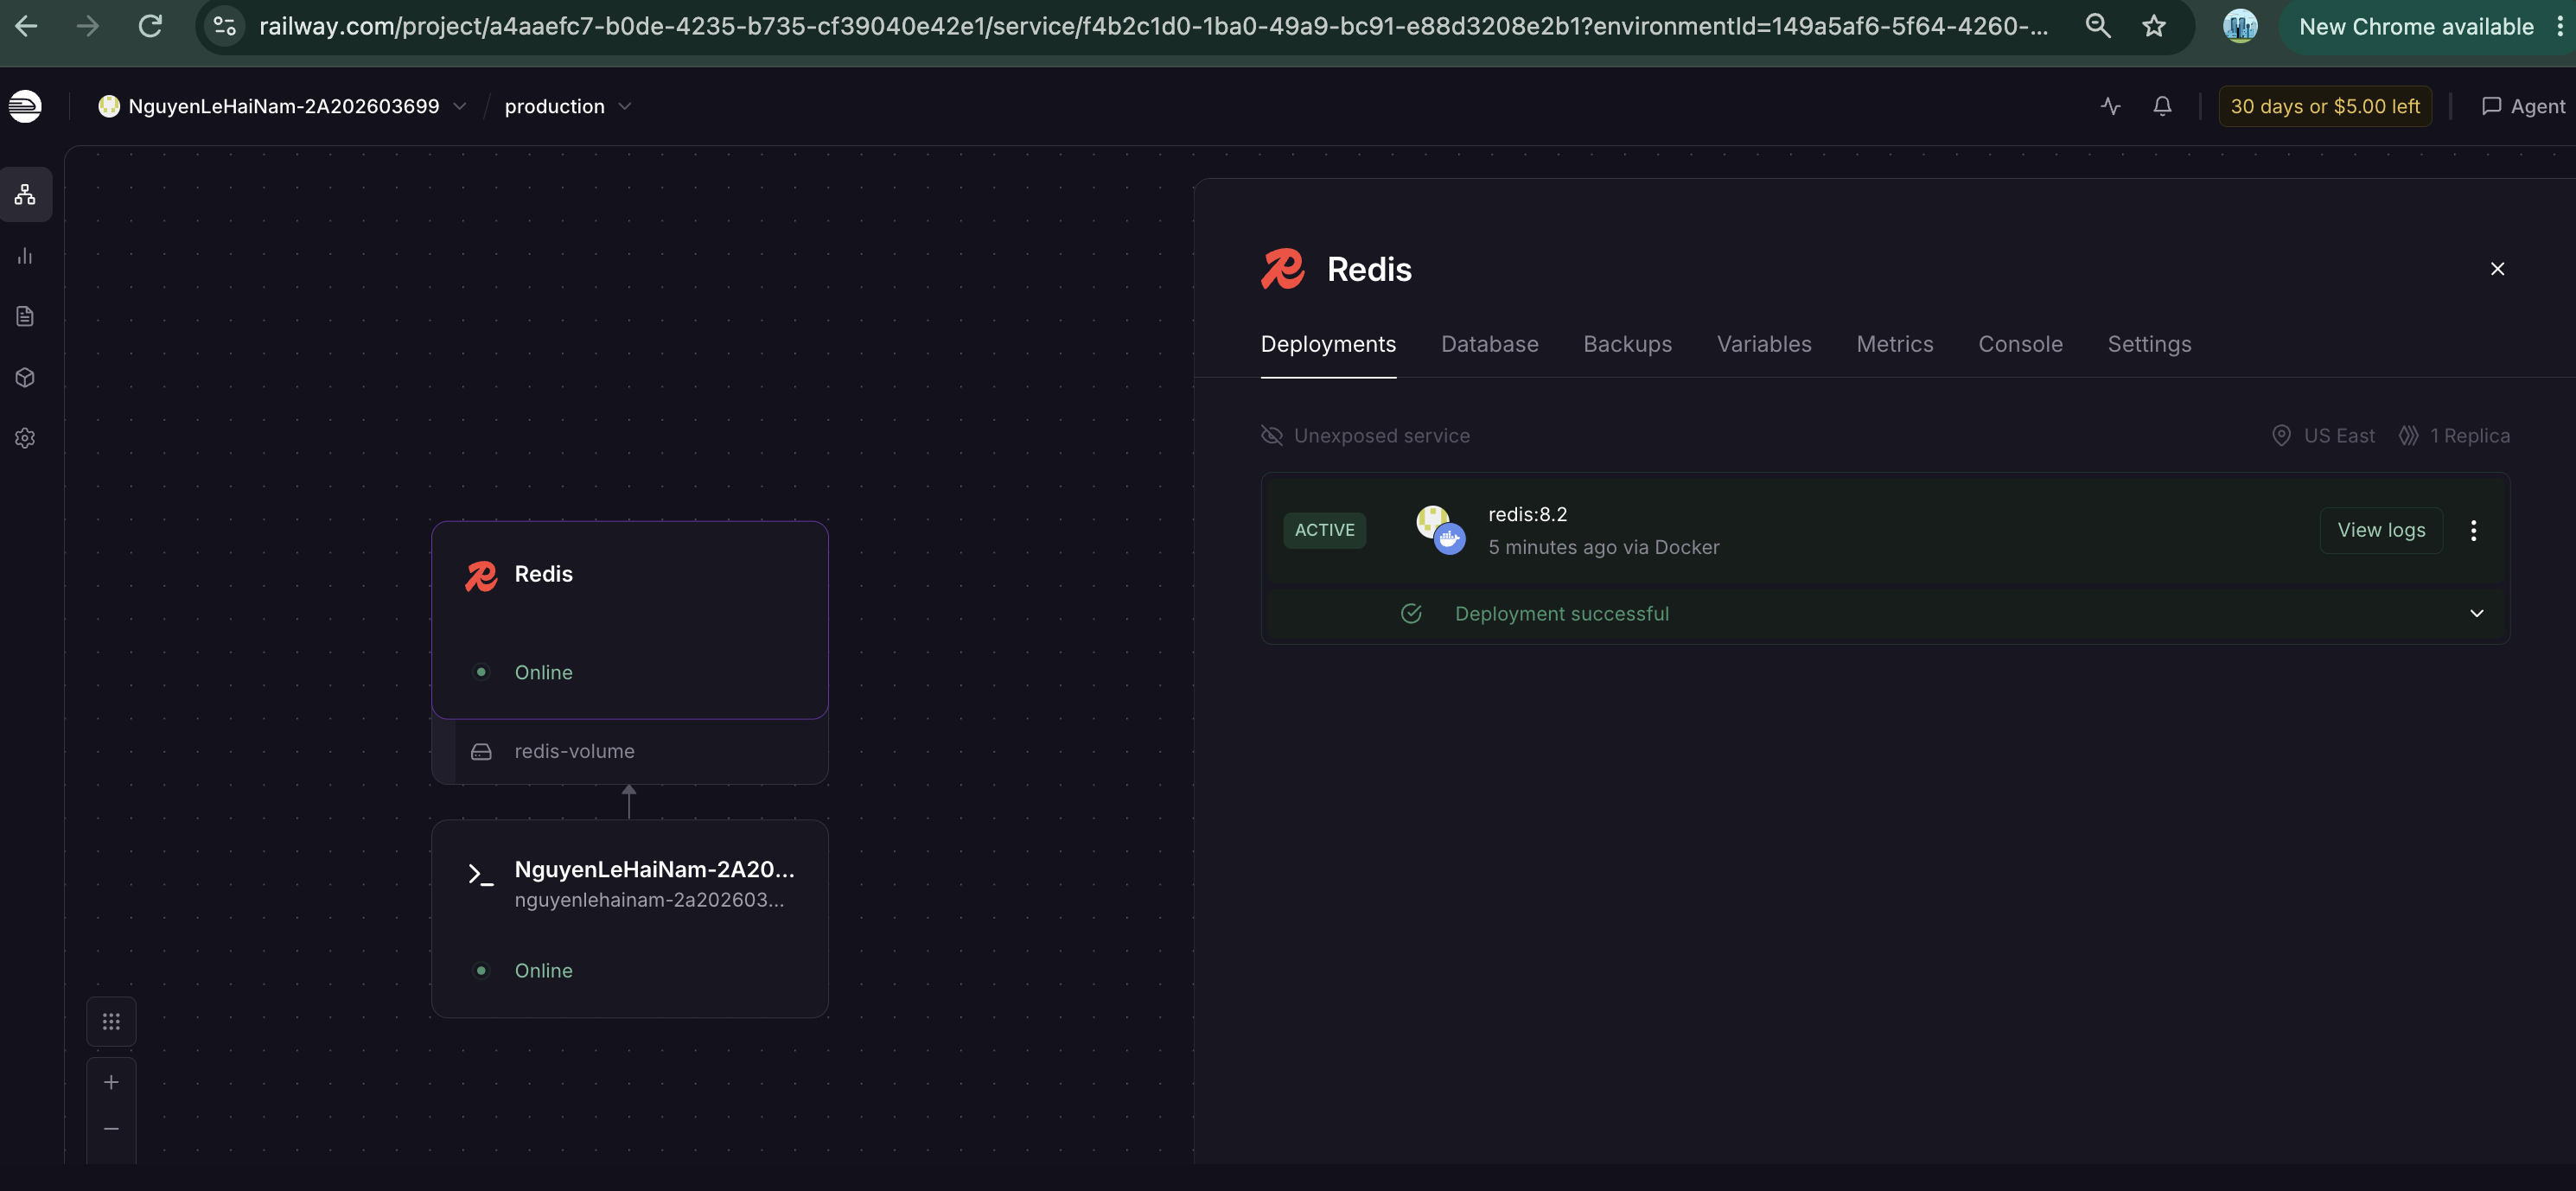 railway.com/project/a4aaefc7-b0de-4235-b735-cf39040e42e1/service/f4b2c1d0-1ba0-49a9-bc91-e88d3208e2b1?environmentId=149a5af6-5f64-4260-...
New Chrome available
NguyenLeHaiNam-2A202603699 / production
30 days or $5.00 left
Agent
Redis
Deployments Database Backups Variables Metrics Console Settings
Unexposed service
US East
1 Replica
ACTIVE
redis:8.2
5 minutes ago via Docker
View logs
Deployment successful
Redis
Online
redis-volume
NguyenLeHaiNam-2A20...
nguyenlehainam-2a202603...
Online